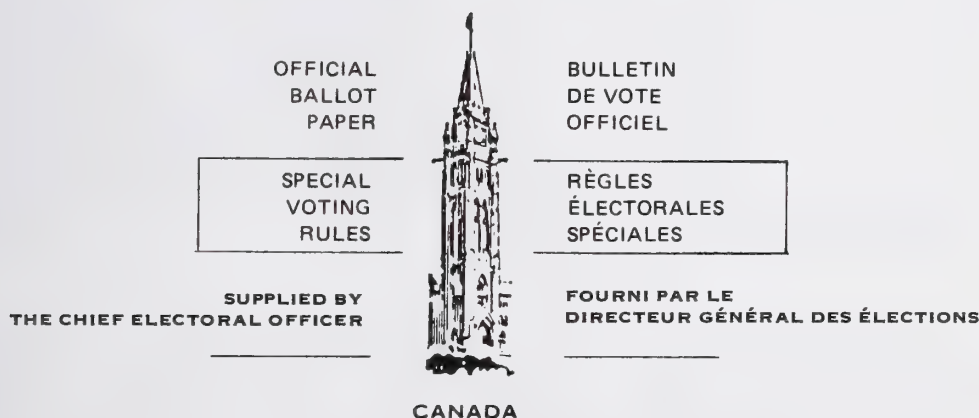 OFFICIAL
BALLOT
PAPER
SPECIAL
VOTING
RULES
SUPPLIED BY
THE CHIEF ELECTORAL OFFICER
BULLETIN
DE VOTE
OFFICIEL
RÈGLES
ÉLECTORALES
SPÉCIALES
FOURNI PAR LE
DIRECTEUR GÉNÉRAL DES ÉLECTIONS
CANADA